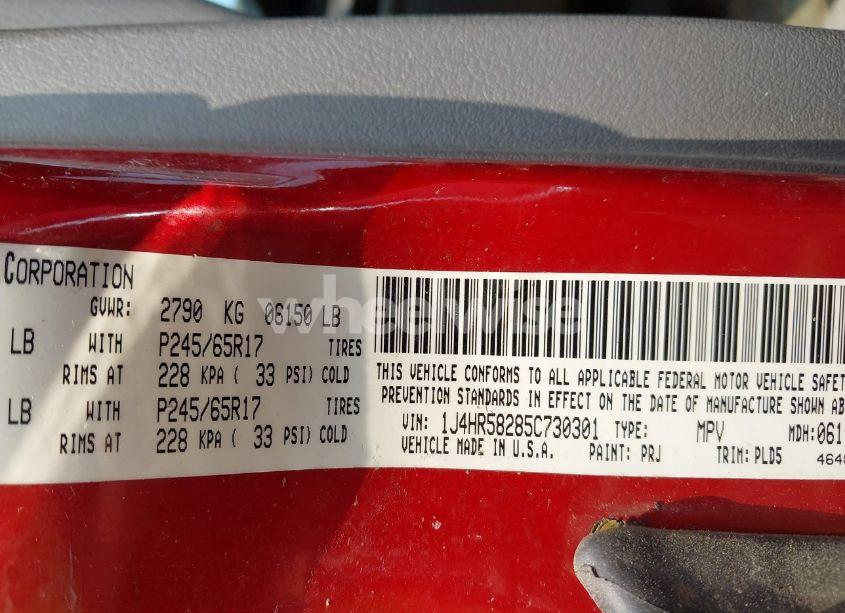 CORPORATION
GVWR: 2790 KG 06150 LB
LB WITH P245/65R17 TIRES
RIMS AT 228 KPA ( 33 PSI) COLD
LB WITH P245/65R17 TIRES
RIMS AT 228 KPA ( 33 PSI) COLD
THIS VEHICLE CONFORMS TO ALL APPLICABLE FEDERAL MOTOR VEHICLE SAFET
PREVENTION STANDARDS IN EFFECT ON THE DATE OF MANUFACTURE SHOWN AB
VIN: 1J4HR58285C730301 TYPE: MPV MDH:061
VEHICLE MADE IN U.S.A. PAINT: PRJ TRIM: PLD5 464
wheelwise